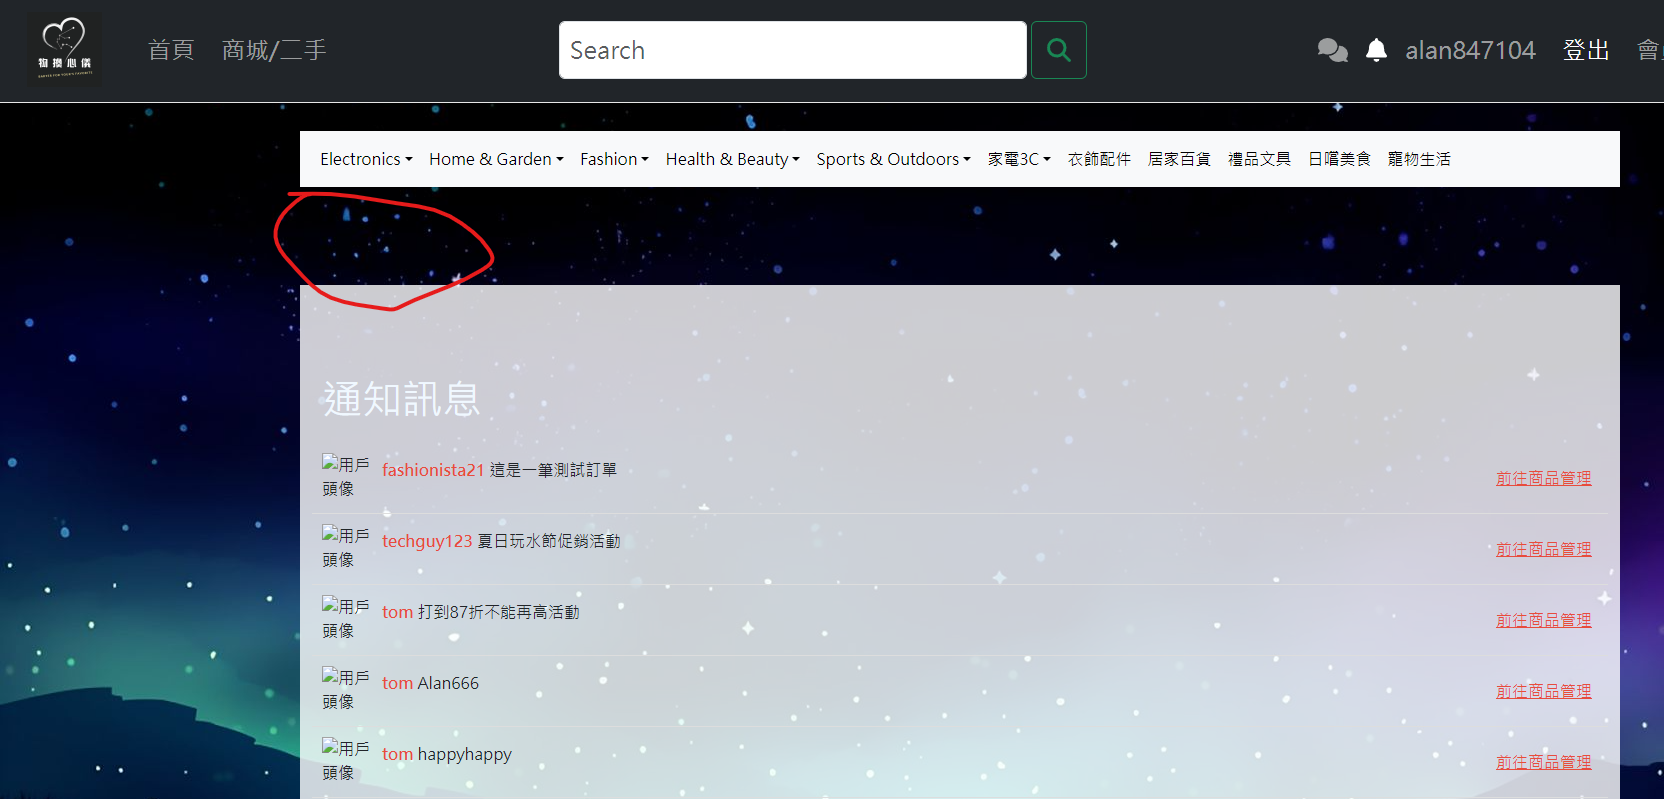 物換心儀
首頁 商城/二手 Search alan847104 登出
Electronics Home & Garden Fashion Health & Beauty Sports & Outdoors 家電3C 衣飾配件 居家百貨 禮品文具 日嚐美食 寵物生活
通知訊息
用戶頭像 fashionista21 這是一筆測試訂單 前往商品管理
用戶頭像 techguy123 夏日玩水節促銷活動 前往商品管理
用戶頭像 tom 打到87折不能再高活動 前往商品管理
用戶頭像 tom Alan666 前往商品管理
用戶頭像 tom happyhappy 前往商品管理